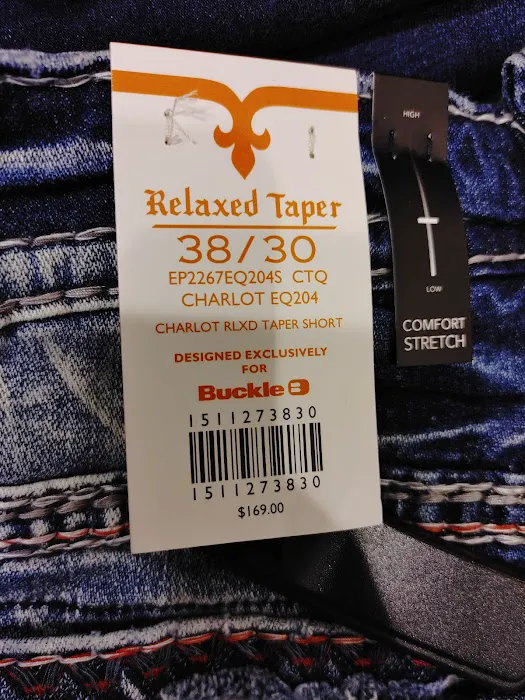 Relaxed Taper
38/30
EP2267EQ204S CTQ
CHARLOT EQ204
CHARLOT RLXD TAPER SHORT
DESIGNED EXCLUSIVELY
FOR
Buckle B
1511273830
1511273830
$169.00
HIGH
LOW
COMFORT
STRETCH